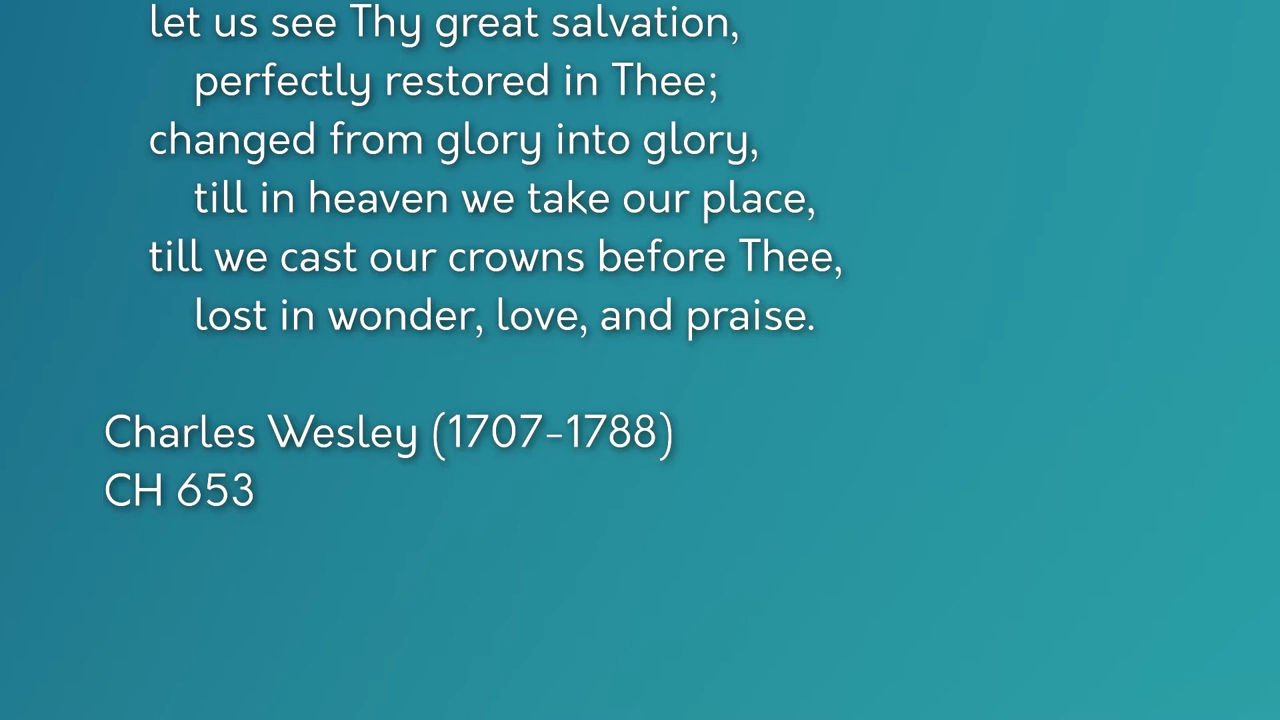 let us see Thy great salvation,
perfectly restored in Thee;
changed from glory into glory,
till in heaven we take our place,
till we cast our crowns before Thee,
lost in wonder, love, and praise.
Charles Wesley (1707–1788)
CH 653